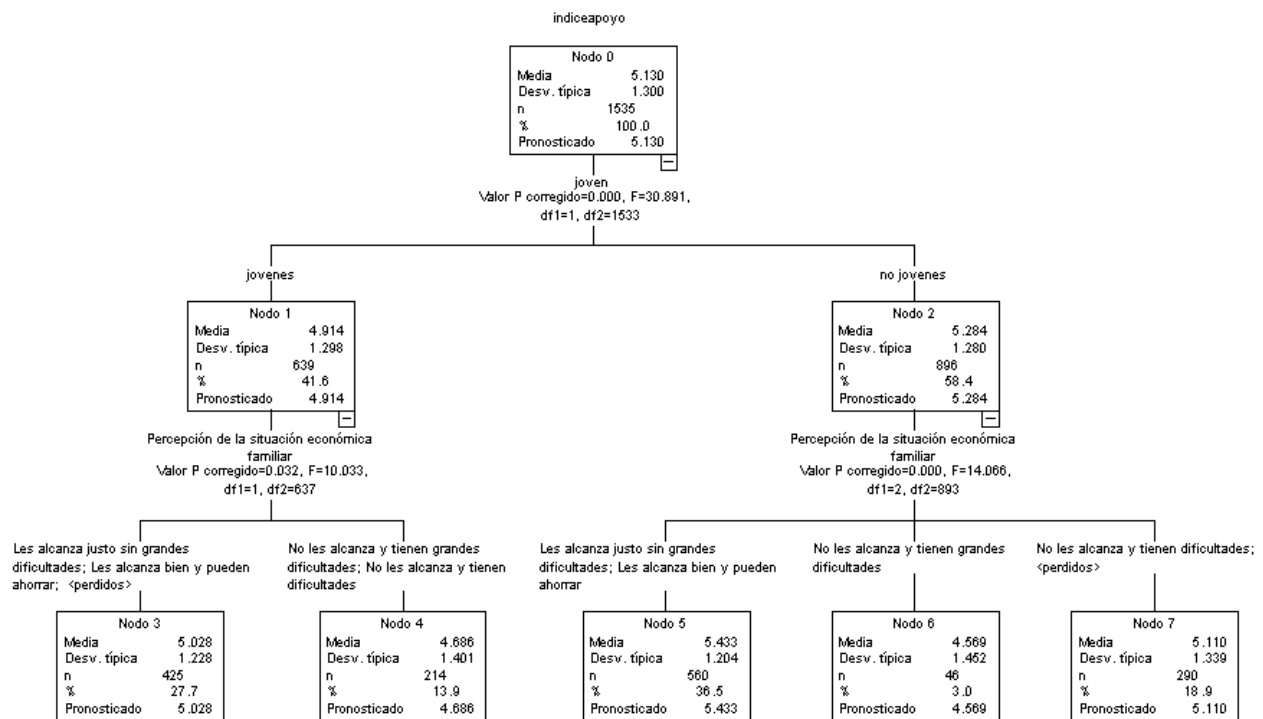 indiceapoyo
Nodo 0
Media 5.130
Desv. típica 1.300
n 1535
% 100.0
Pronosticado 5.130
joven
Valor P corregido=0.000, F=30.891,
df1=1, df2=1533
jovenes
Nodo 1
Media 4.914
Desv. típica 1.298
n 639
% 41.6
Pronosticado 4.914
no jovenes
Nodo 2
Media 5.284
Desv. típica 1.280
n 896
% 58.4
Pronosticado 5.284
Percepción de la situación económica
familiar
Valor P corregido=0.032, F=10.033,
df1=1, df2=637
Percepción de la situación económica
familiar
Valor P corregido=0.000, F=14.066,
df1=2, df2=893
Les alcanza justo sin grandes
dificultades; Les alcanza bien y pueden
ahorrar; <perdidos>
Nodo 3
Media 5.028
Desv. típica 1.228
n 425
% 27.7
Pronosticado 5.028
No les alcanza y tienen grandes
dificultades; No les alcanza y tienen
dificultades
Nodo 4
Media 4.686
Desv. típica 1.401
n 214
% 13.9
Pronosticado 4.686
Les alcanza justo sin grandes
dificultades; Les alcanza bien y pueden
ahorrar
Nodo 5
Media 5.433
Desv. típica 1.204
n 560
% 36.5
Pronosticado 5.433
No les alcanza y tienen grandes
dificultades
Nodo 6
Media 4.569
Desv. típica 1.452
n 46
% 3.0
Pronosticado 4.569
No les alcanza y tienen dificultades;
<perdidos>
Nodo 7
Media 5.110
Desv. típica 1.339
n 290
% 18.9
Pronosticado 5.110